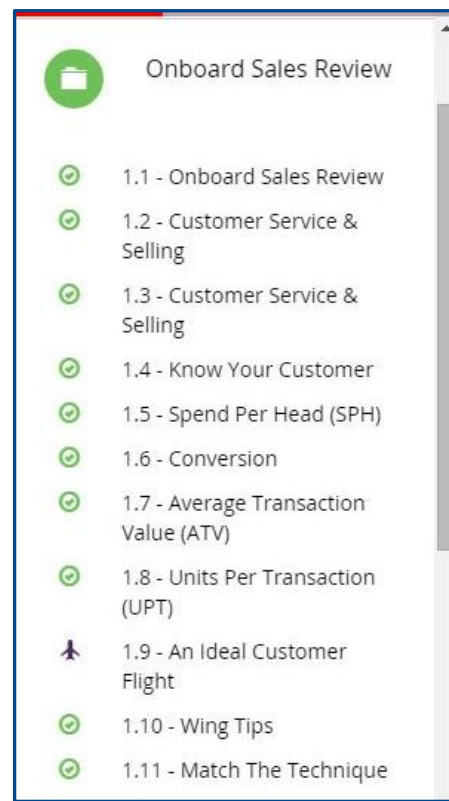 Onboard Sales Review
1.1 - Onboard Sales Review
1.2 - Customer Service &
Selling
1.3 - Customer Service &
Selling
1.4 - Know Your Customer
1.5 - Spend Per Head (SPH)
1.6 - Conversion
1.7 - Average Transaction
Value (ATV)
1.8 - Units Per Transaction
(UPT)
1.9 - An Ideal Customer
Flight
1.10 - Wing Tips
1.11 - Match The Technique